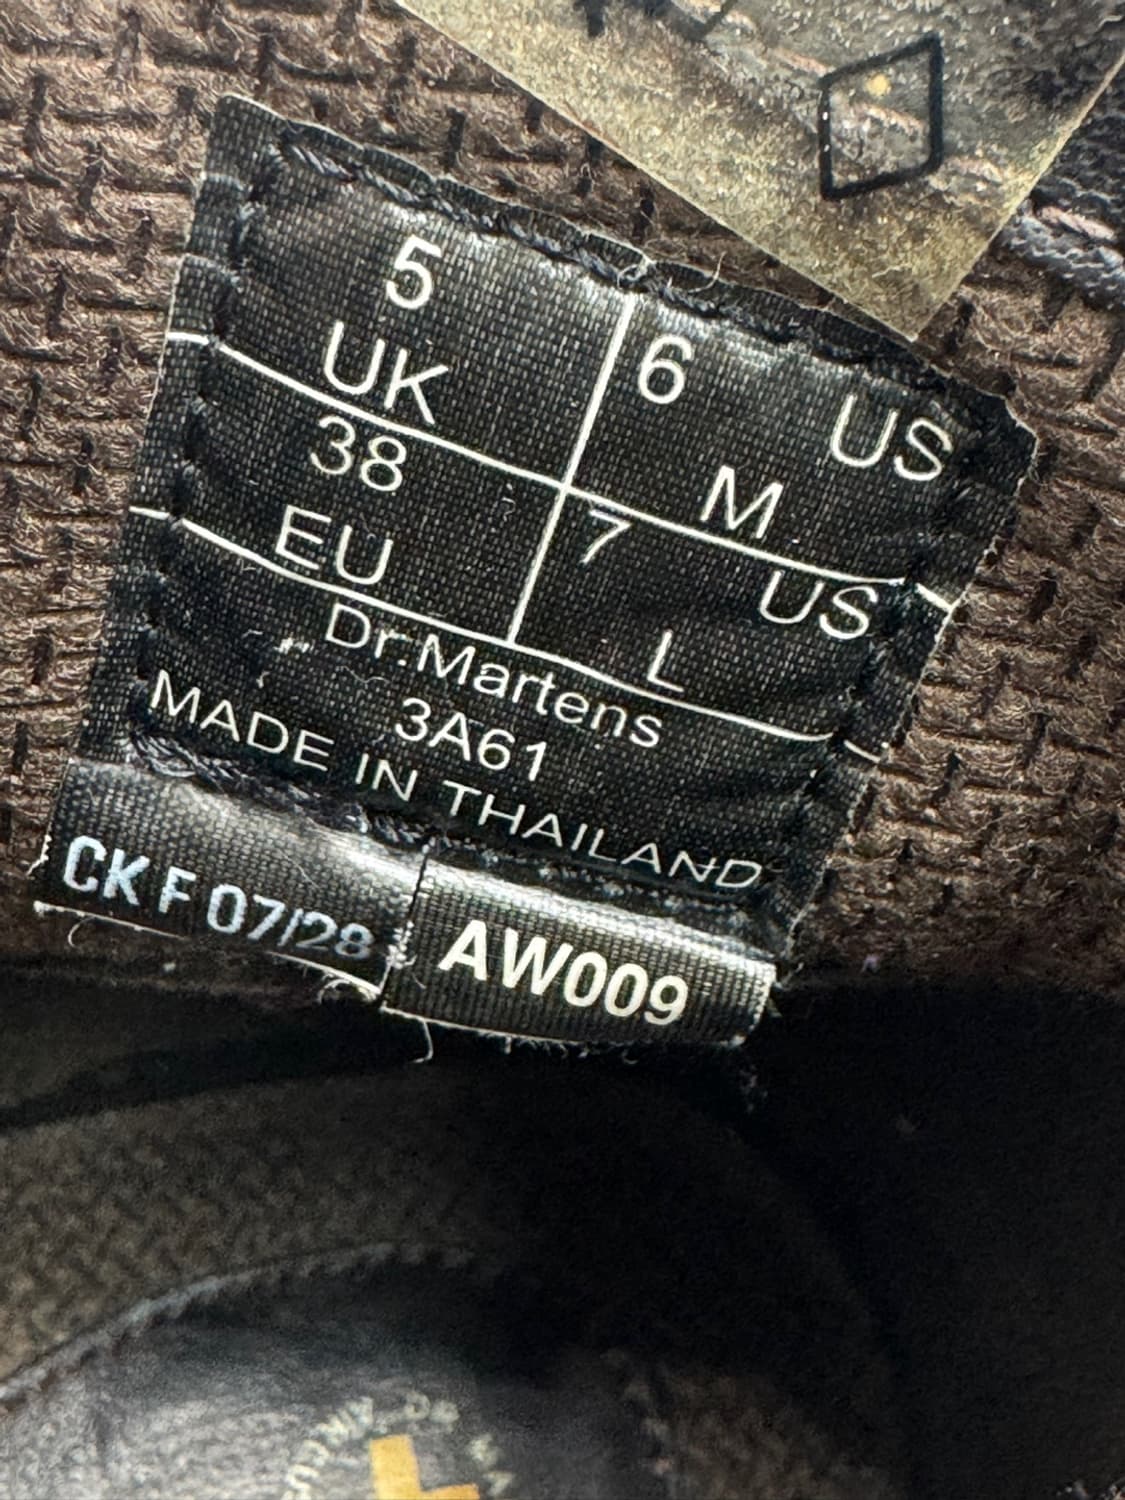 5
UK
6
US
M
38
EU
7
US
L
Dr.Martens
3A61
MADE IN THAILAND
CK F 07/28
AW009